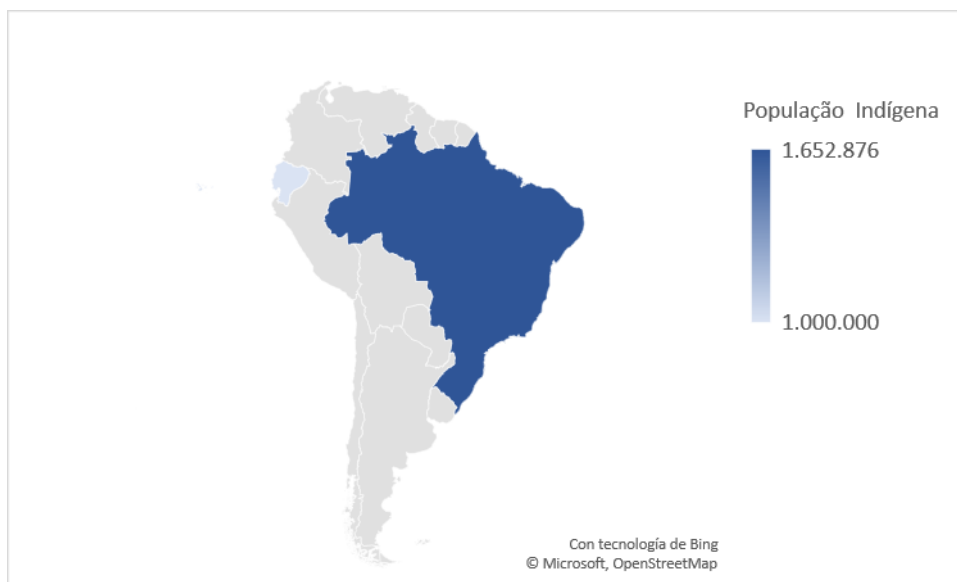 População Indígena
1.652.876
1.000.000
Con tecnología de Bing
© Microsoft, OpenStreetMap